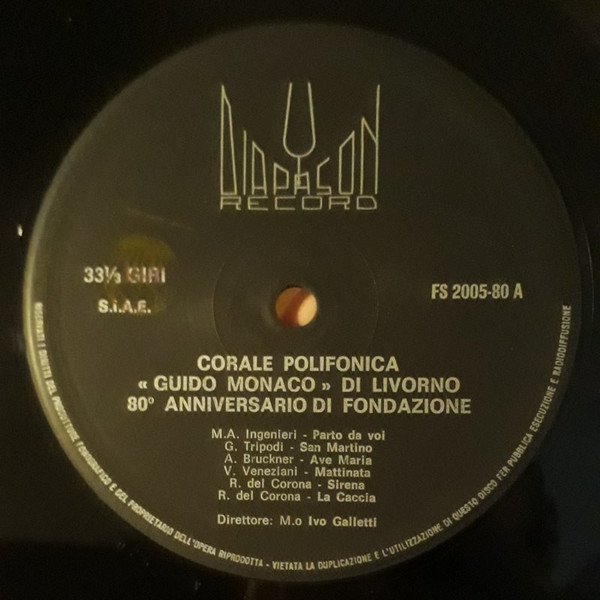 DIAPASON
RECORD
33⅓ GIRI
S.I.A.E.
FS 2005-80 A
CORALE POLIFONICA
« GUIDO MONACO » DI LIVORNO
80º ANNIVERSARIO DI FONDAZIONE
M.A. Ingenieri - Parto da voi
G. Tripodi - San Martino
A. Bruckner - Ave Maria
V. Veneziani - Mattinata
R. del Corona - Sirena
R. del Corona - La Caccia
Direttore: M.o Ivo Galletti
RISERVATI I DIRITTI DEL PRODUTTORE FONOGRAFICO E DEL PROPRIETARIO DELL'OPERA RIPRODOTTA - VIETATA LA DUPLICAZIONE E L'UTILIZZAZIONE DI QUESTO DISCO PER PUBBLICA ESECUZIONE E RADIODIFFUSIONE